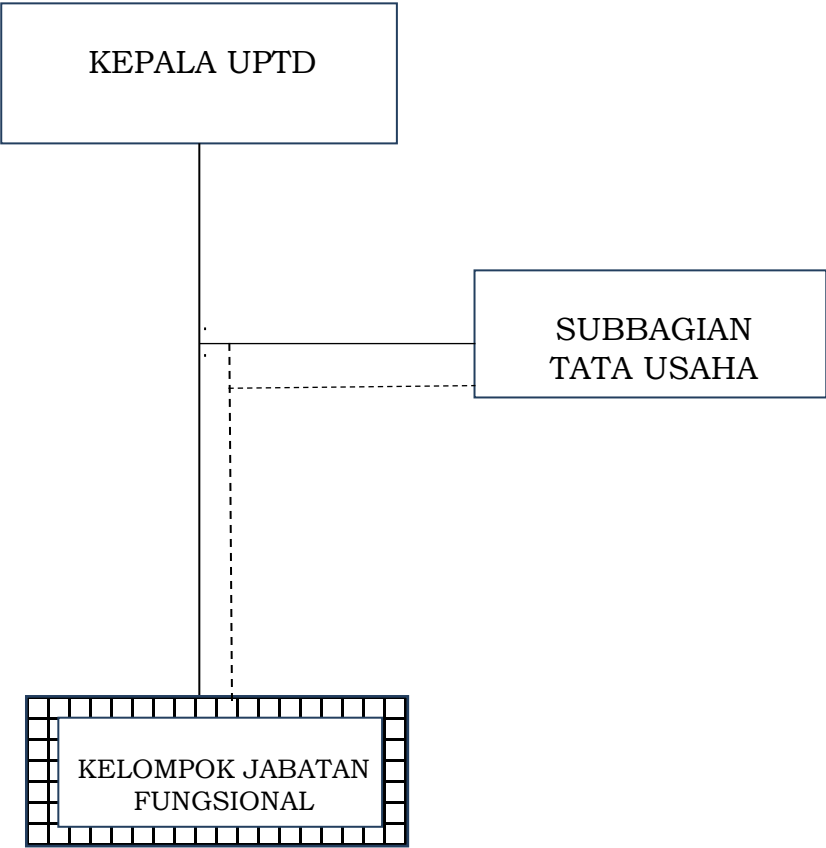 KEPALA UPTD
SUBBAGIAN
TATA USAHA
KELOMPOK JABATAN
FUNGSIONAL